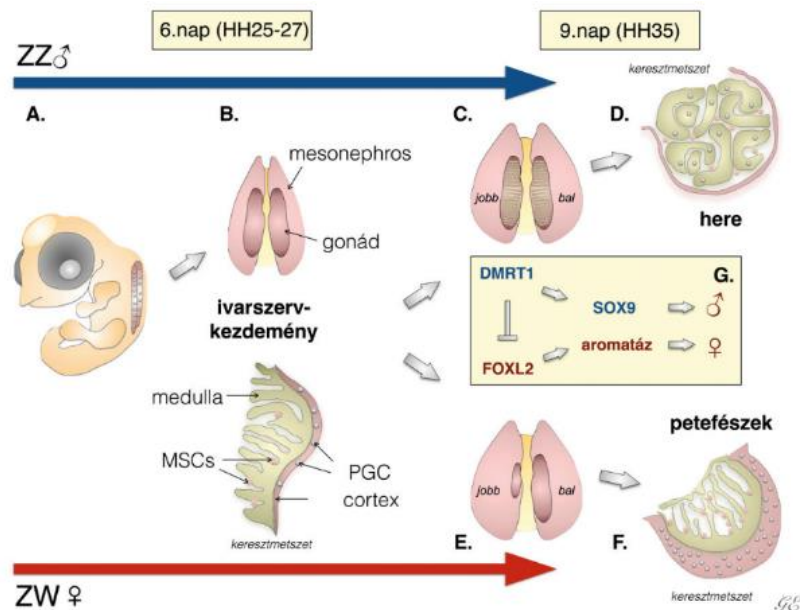 6.nap (HH25-27)
9.nap (HH35)
ZZ♂
keresztmetszet
A.
B.
C.
D.
mesonephros
gonád
jobb
bal
here
ivarszerv-
kezdemény
DMRT1
G.
SOX9
♂
FOXL2
aromatáz
♀
medulla
MSCs
PGC
cortex
keresztmetszet
petefészek
jobb
bal
E.
F.
ZW ♀
keresztmetszet